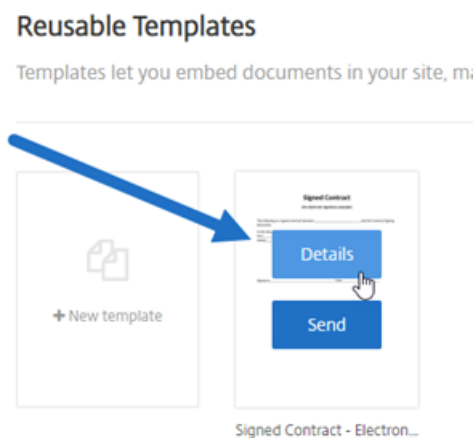 Reusable Templates
Templates let you embed documents in your site, ma
Signed Contract
Details
+ New template
Send
Signed Contract - Electron...